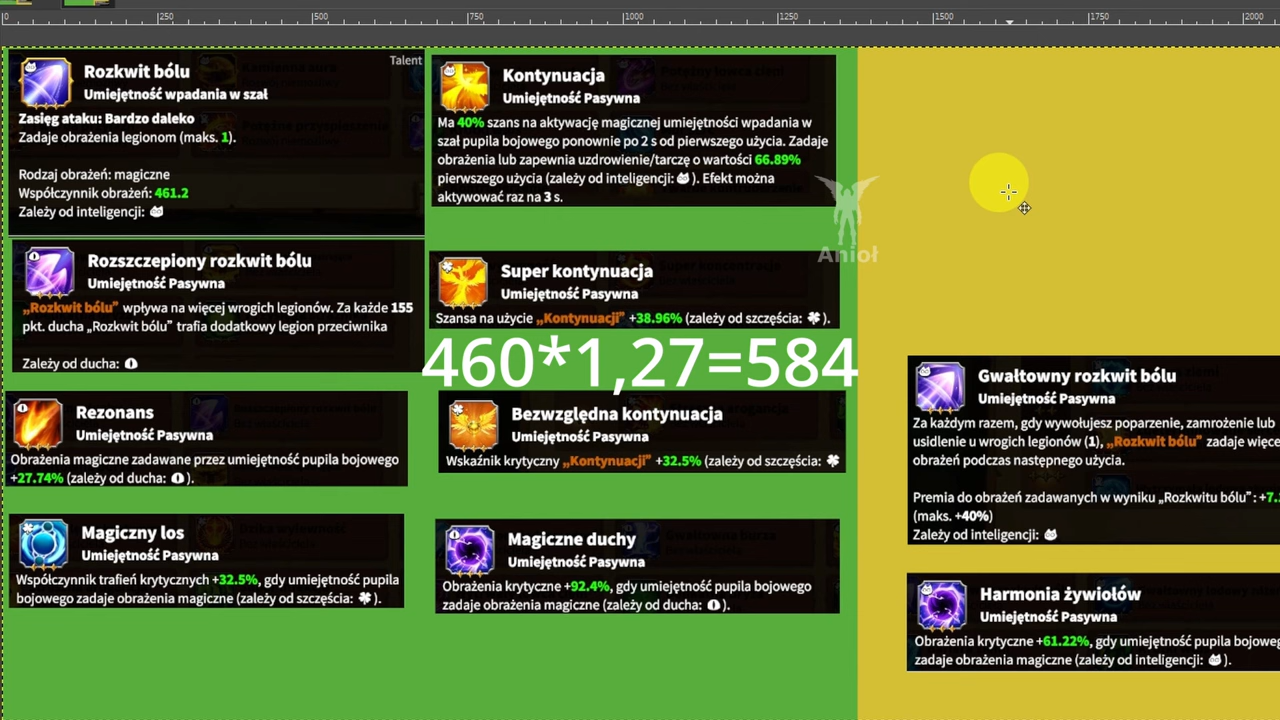 0 250 500 750 1000 1250 1500 1750 2000
Talent
Rozkwit bólu
Umiejętność wpadania w szał
Zasięg ataku: Bardzo daleko
Zadaje obrażenia legionom (maks. 1).
Rodzaj obrażeń: magiczne
Współczynnik obrażeń: 461.2
Zależy od inteligencji:
Rozszczepiony rozkwit bólu
Umiejętność Pasywna
„Rozkwit bólu” wpływa na więcej wrogich legionów. Za każde 155
pkt. ducha „Rozkwit bólu” trafia dodatkowy legion przeciwnika
Zależy od ducha:
Rezonans
Umiejętność Pasywna
Obrażenia magiczne zadawane przez umiejętność pupila bojowego
+27.74% (zależy od ducha: ).
Magiczny los
Umiejętność Pasywna
Współczynnik trafień krytycznych +32.5%, gdy umiejętność pupila
bojowego zadaje obrażenia magiczne (zależy od szczęścia: ).
Kontynuacja
Umiejętność Pasywna
Ma 40% szans na aktywację magicznej umiejętności wpadania w
szał pupila bojowego ponownie po 2 s od pierwszego użycia. Zadaje
obrażenia lub zapewnia uzdrowienie/tarczę o wartości 66.89%
pierwszego użycia (zależy od inteligencji: ). Efekt można
aktywować raz na 3 s.
Anioł
Super kontynuacja
Umiejętność Pasywna
Szansa na użycie „Kontynuacji” +38.96% (zależy od szczęścia: ).
460*1,27=584
Bezwzględna kontynuacja
Umiejętność Pasywna
Wskaźnik krytyczny „Kontynuacji” +32.5% (zależy od szczęścia:
Magiczne duchy
Umiejętność Pasywna
Obrażenia krytyczne +92.4%, gdy umiejętność pupila bojowego
zadaje obrażenia magiczne (zależy od ducha: ).
Gwałtowny rozkwit bólu
Umiejętność Pasywna
Za każdym razem, gdy wywołujesz poparzenie, zamrożenie lub
usidlenie u wrogich legionów (1), „Rozkwit bólu” zadaje więce
obrażeń podczas następnego użycia.
Premia do obrażeń zadawanych w wyniku „Rozkwitu bólu”: +7.
(maks. +40%)
Zależy od inteligencji:
Harmonia żywiołów
Umiejętność Pasywna
Obrażenia krytyczne +61.22%, gdy umiejętność pupila bojoweg
zadaje obrażenia magiczne (zależy od inteligencji: ).